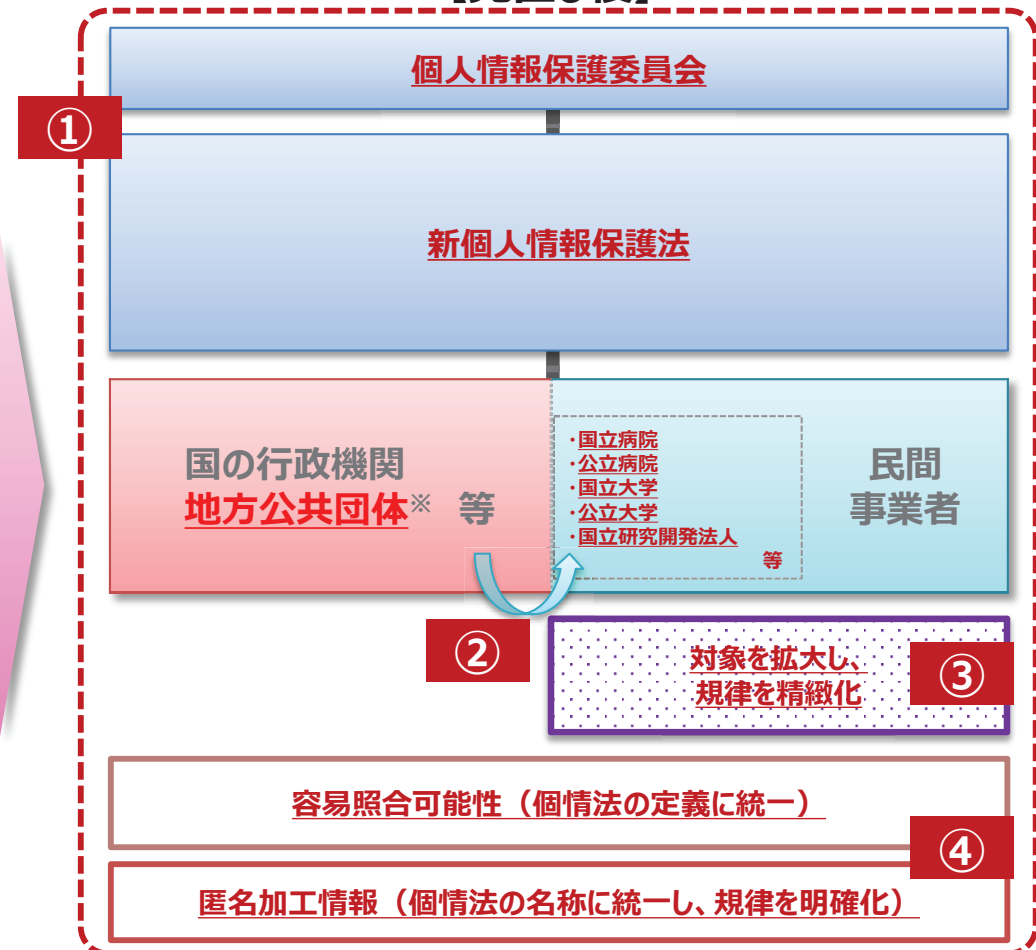 【見直し後】
個人情報保護委員会
①
新個人情報保護法
国の行政機関
地方公共団体※ 等
・国立病院
・公立病院
・国立大学
・公立大学
・国立研究開発法人
等
民間
事業者
②
対象を拡大し、
規律を精緻化
③
容易照合可能性（個情法の定義に統一）
④
匿名加工情報（個情法の名称に統一し、規律を明確化）